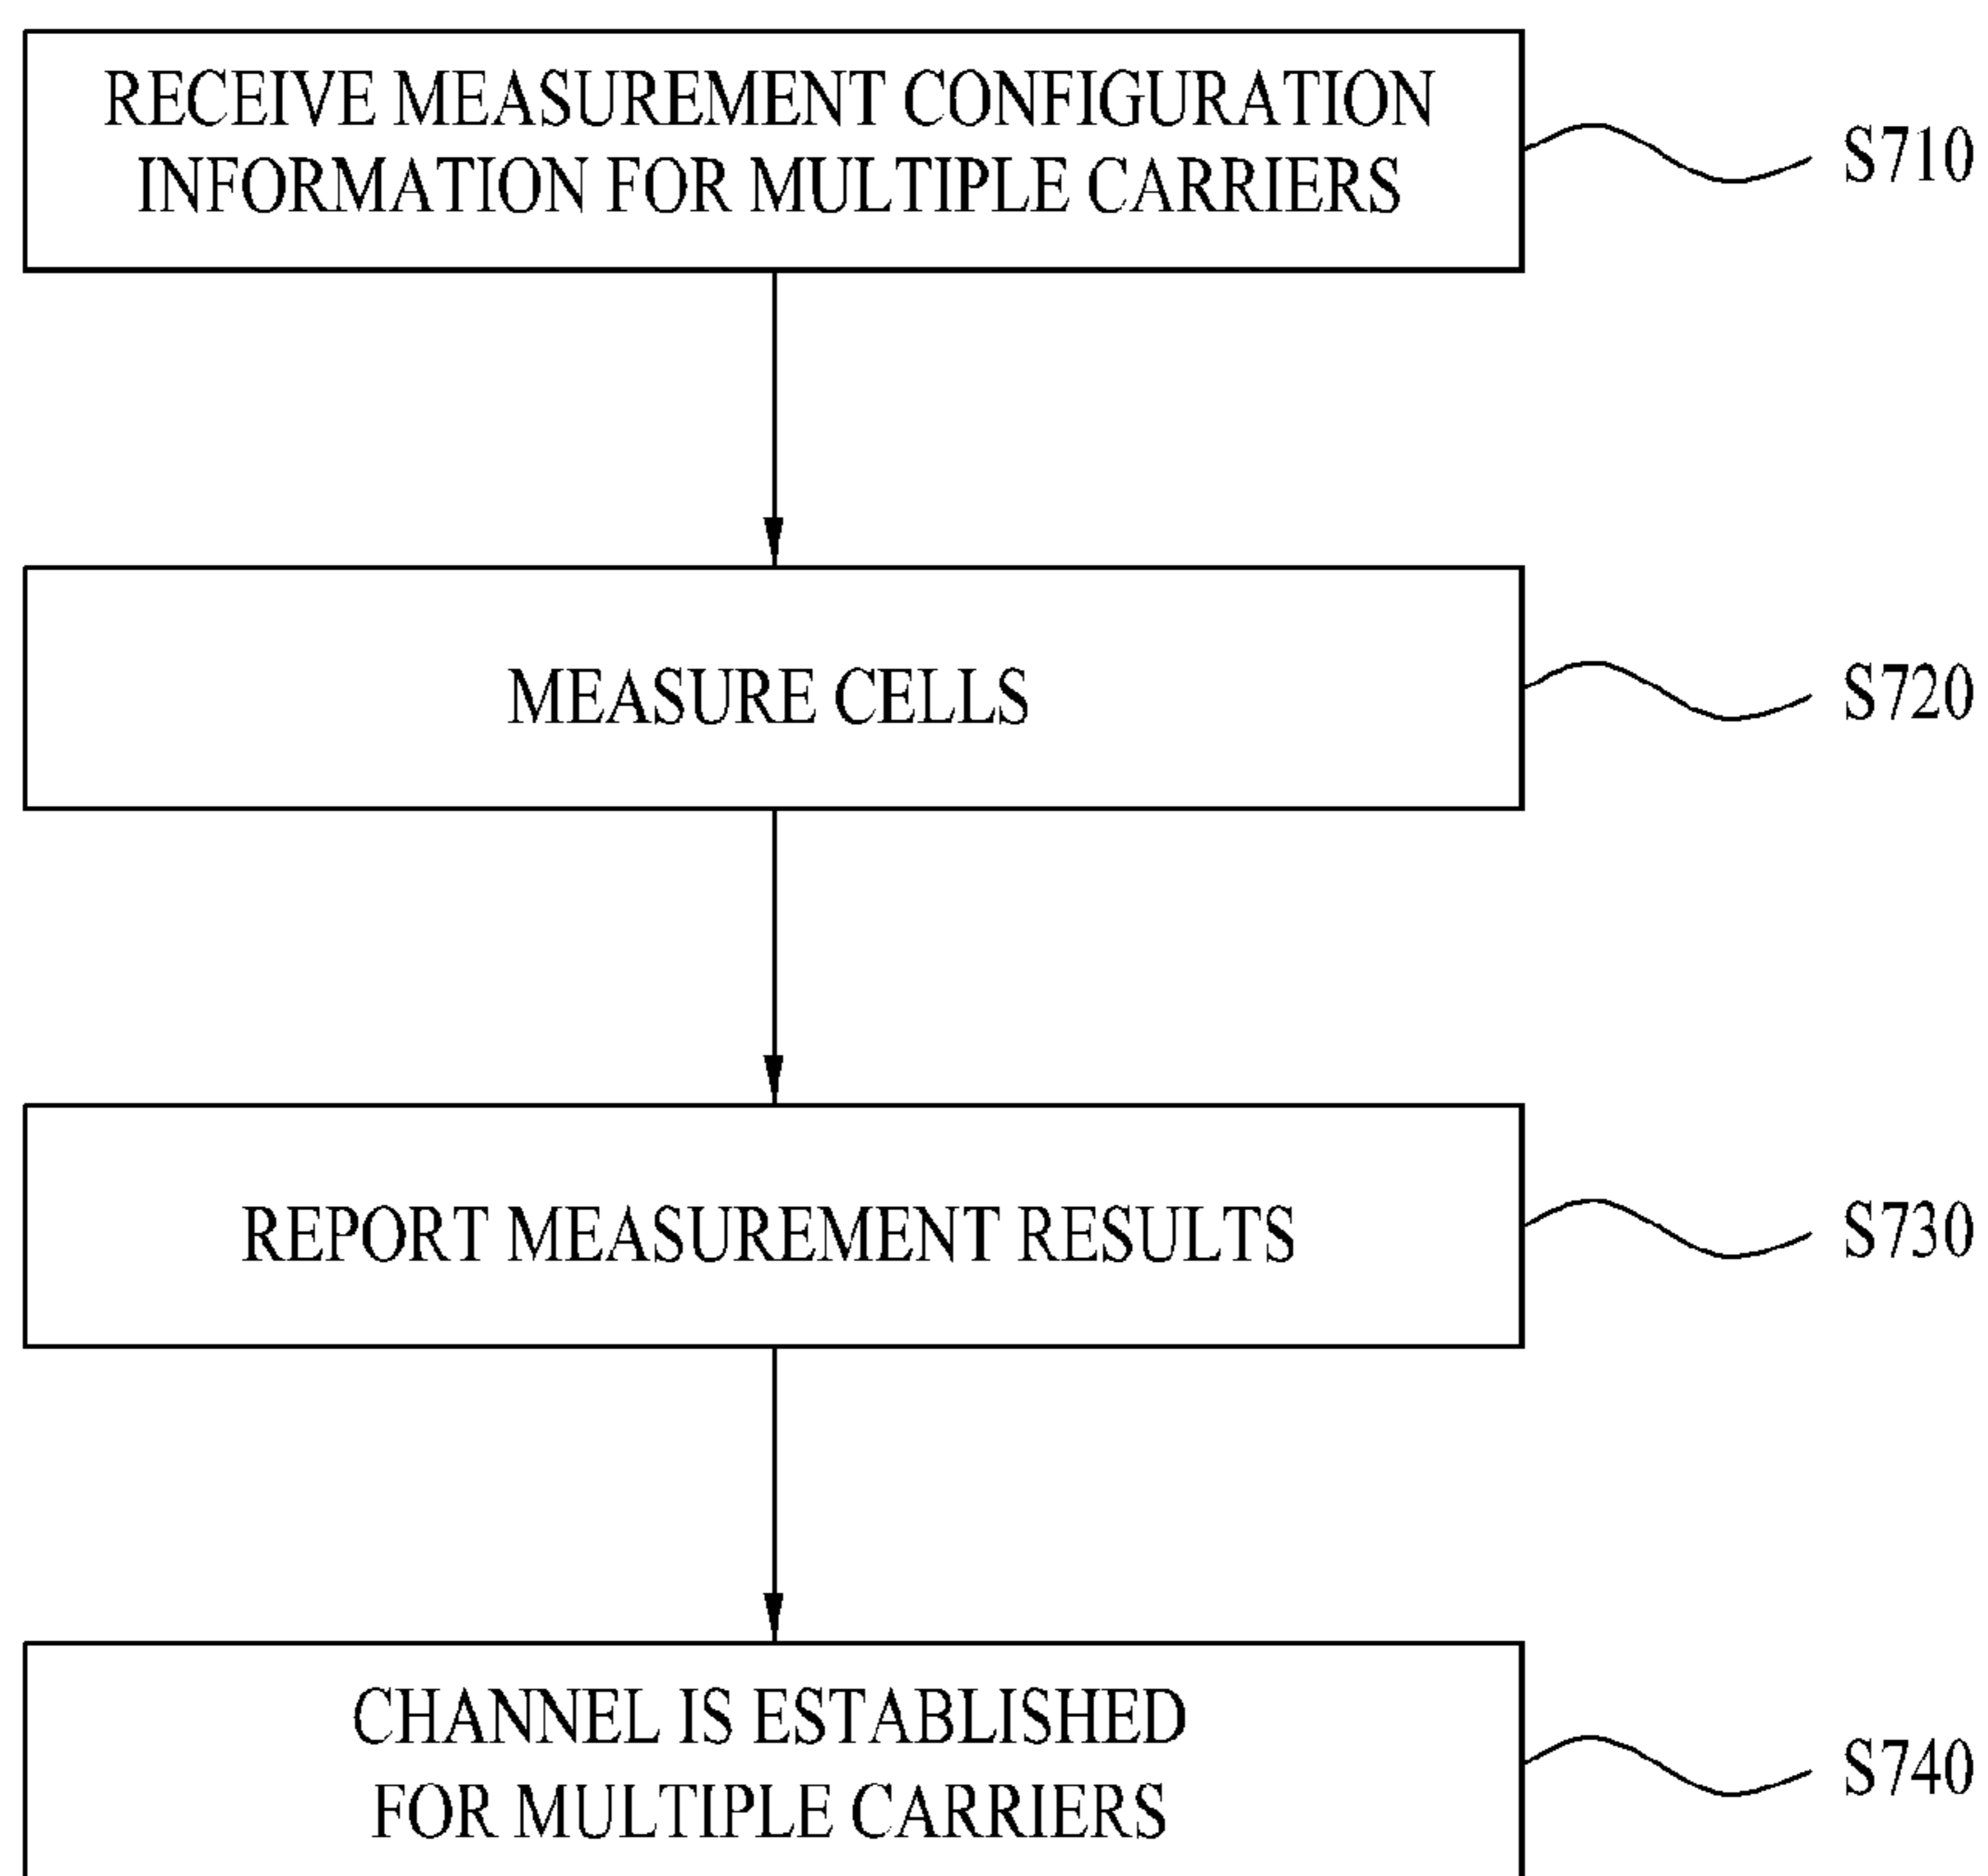 RECEIVE MEASUREMENT CONFIGURATION
INFORMATION FOR MULTIPLE CARRIERS
S710
MEASURE CELLS
S720
REPORT MEASUREMENT RESULTS
S730
CHANNEL IS ESTABLISHED
FOR MULTIPLE CARRIERS
S740